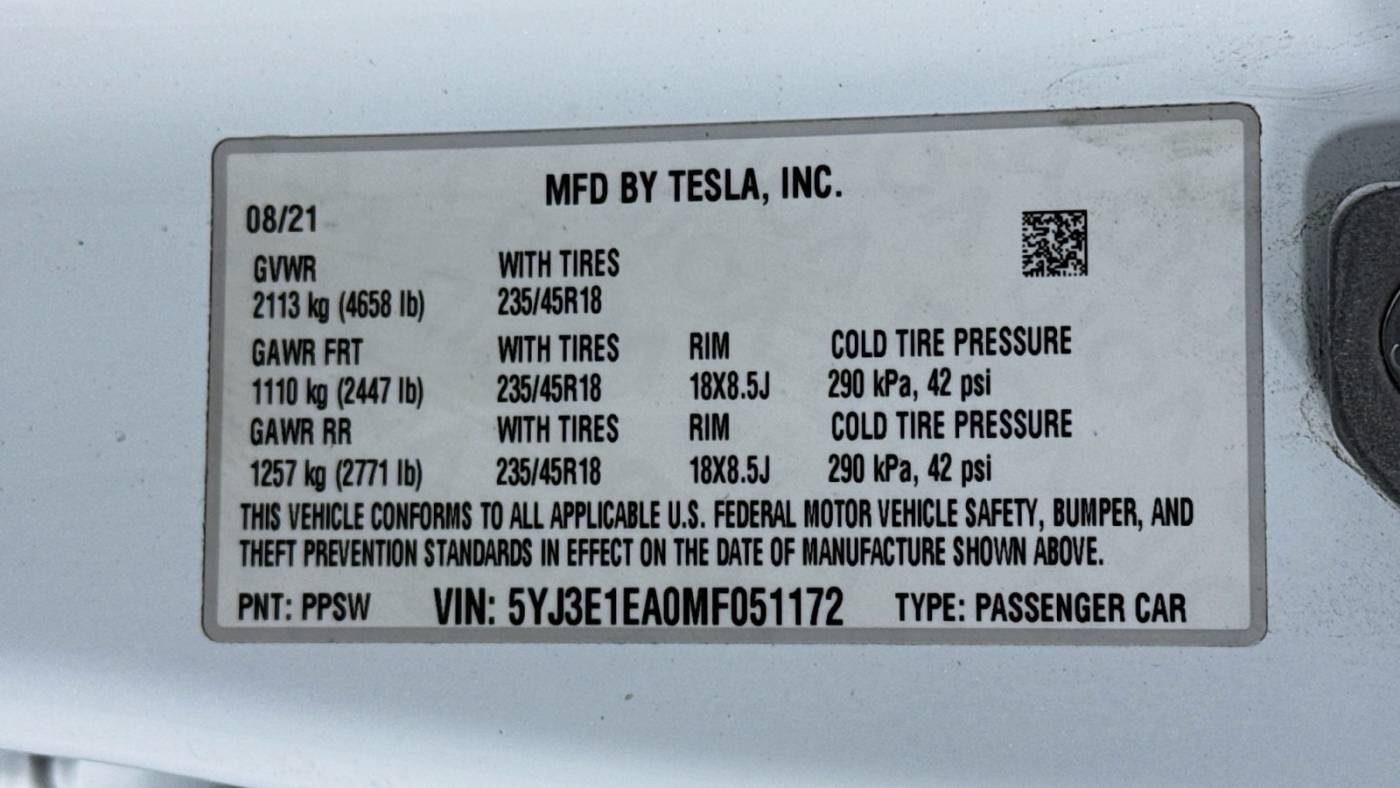 MFD BY TESLA, INC.
08/21
GVWR WITH TIRES
2113 kg (4658 lb) 235/45R18
GAWR FRT WITH TIRES RIM COLD TIRE PRESSURE
1110 kg (2447 lb) 235/45R18 18X8.5J 290 kPa, 42 psi
GAWR RR WITH TIRES RIM COLD TIRE PRESSURE
1257 kg (2771 lb) 235/45R18 18X8.5J 290 kPa, 42 psi
THIS VEHICLE CONFORMS TO ALL APPLICABLE U.S. FEDERAL MOTOR VEHICLE SAFETY, BUMPER, AND
THEFT PREVENTION STANDARDS IN EFFECT ON THE DATE OF MANUFACTURE SHOWN ABOVE.
PNT: PPSW VIN: 5YJ3E1EA0MF051172 TYPE: PASSENGER CAR